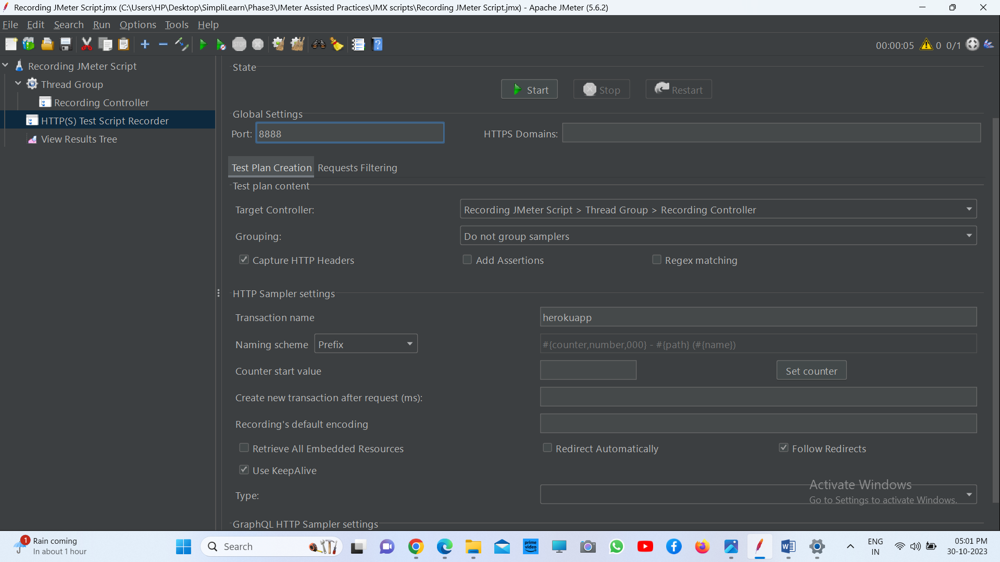 Recording JMeter Script.jmx (C:\Users\HP\Desktop\SimpliLearn\Phase3\JMeter Assisted Practices\JMX scripts\Recording JMeter Script.jmx) - Apache JMeter (5.6.2)
File Edit Search Run Options Tools Help
STOP
00:00:05 0 0/1
Recording JMeter Script
Thread Group
Recording Controller
HTTP(S) Test Script Recorder
View Results Tree
State
Start Stop Restart
Global Settings
Port: 8888 HTTPS Domains:
Test Plan Creation Requests Filtering
Test plan content
Target Controller: Recording JMeter Script > Thread Group > Recording Controller
Grouping: Do not group samplers
Capture HTTP Headers Add Assertions Regex matching
HTTP Sampler settings
Transaction name herokuapp
Naming scheme Prefix #{counter,number,000} - #{path} (#{name})
Counter start value Set counter
Create new transaction after request (ms):
Recording's default encoding
Retrieve All Embedded Resources Redirect Automatically Follow Redirects
Use KeepAlive
Type:
Activate Windows
Go to Settings to activate Windows.
GraphQL HTTP Sampler settings
1 Rain coming
In about 1 hour
Search
prime video
ENG
IN
05:01 PM
30-10-2023